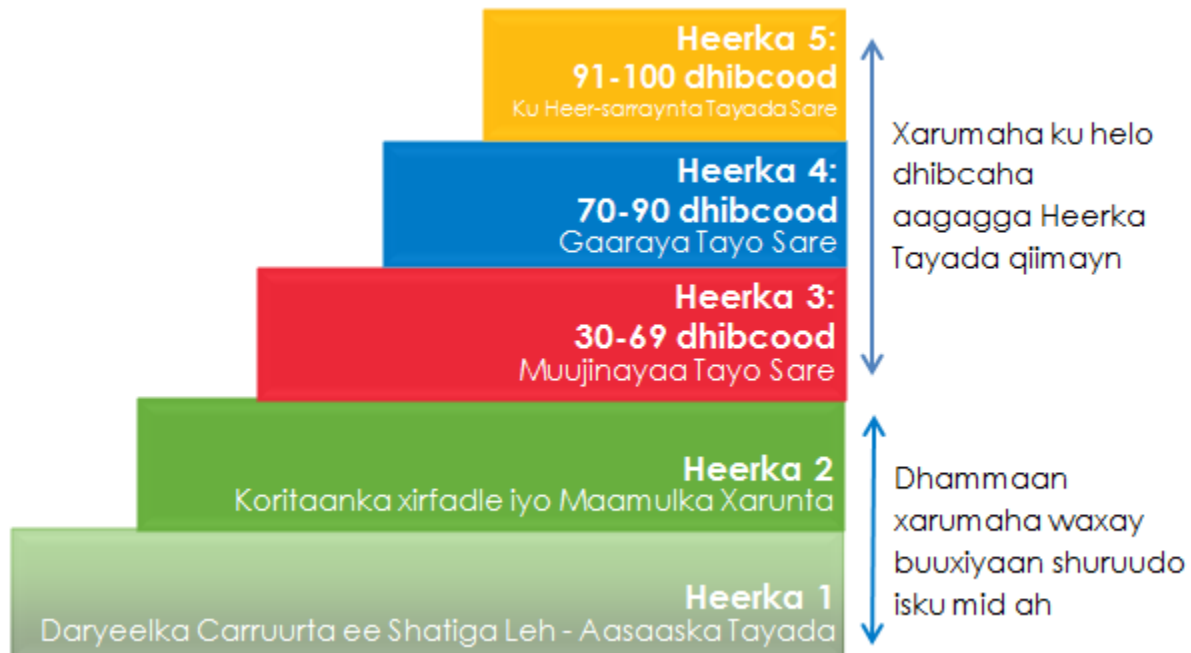 Heerka 5:
91-100 dhibcood
Ku Heer-sarraynta Tayada Sare
Heerka 4:
70-90 dhibcood
Gaaraya Tayo Sare
Heerka 3:
30-69 dhibcood
Muujinayaa Tayo Sare
Xarumaha ku helo
dhibcaha
aagagga Heerka
Tayada qiimayn
Heerka 2
Koritaanka xirfadle iyo Maamulka Xarunta
Heerka 1
Daryeelka Carruurta ee Shatiga Leh - Aasaaska Tayada
Dhammaan
xarumaha waxay
buuxiyaan shuruudo
isku mid ah